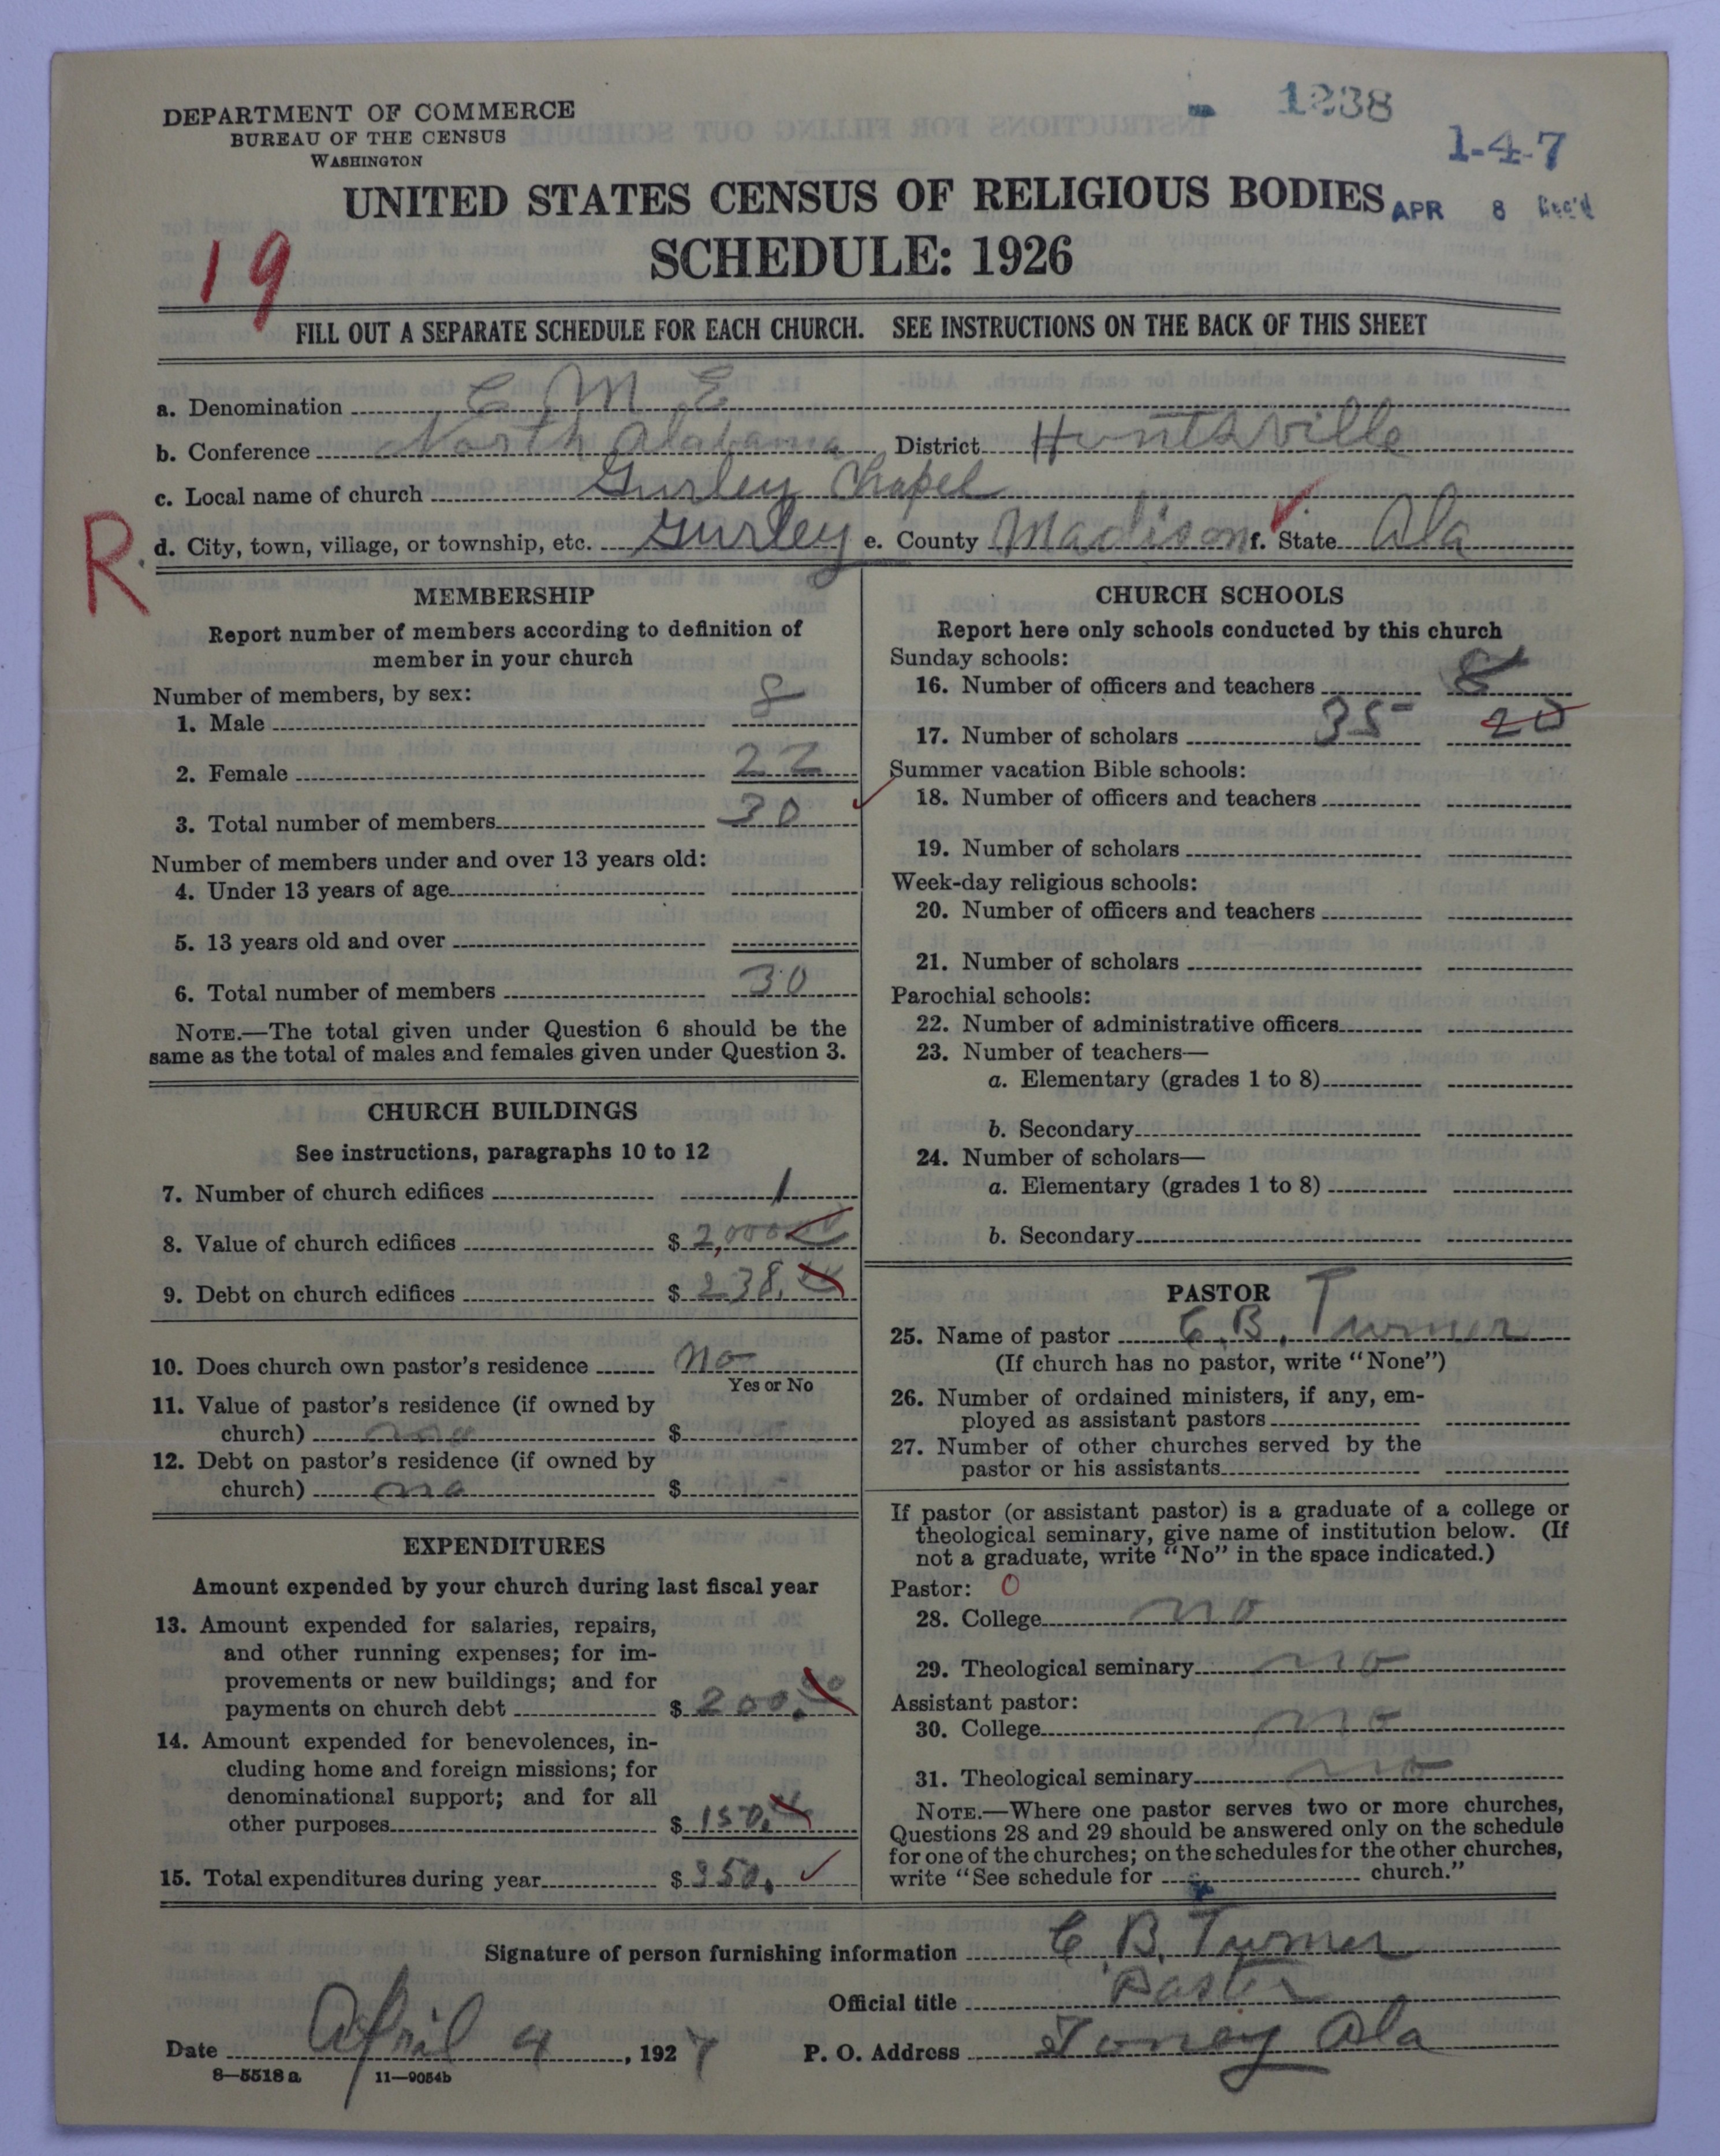 DEPARTMENT OF COMMERCE
BUREAU OF THE CENSUS
WASHINGTON
1238
1-4-7
UNITED STATES CENSUS OF RELIGIOUS BODIES
APR 8 Rec'd
SCHEDULE: 1926
19
FILL OUT A SEPARATE SCHEDULE FOR EACH CHURCH. SEE INSTRUCTIONS ON THE BACK OF THIS SHEET
a. Denomination C M E
b. Conference North Alabama District Huntsville
c. Local name of church Gurley Chapel
R d. City, town, village, or township, etc. Gurley e. County Madison f. State Ala
MEMBERSHIP
Report number of members according to definition of
member in your church
Number of members, by sex:
1. Male 8
2. Female 22
3. Total number of members 30
Number of members under and over 13 years old:
4. Under 13 years of age
5. 13 years old and over
6. Total number of members 30
NOTE.—The total given under Question 6 should be the
same as the total of males and females given under Question 3.
CHURCH BUILDINGS
See instructions, paragraphs 10 to 12
7. Number of church edifices 1
8. Value of church edifices $ 2,000
9. Debt on church edifices $ 238.
10. Does church own pastor's residence no
Yes or No
11. Value of pastor's residence (if owned by
church) no $
12. Debt on pastor's residence (if owned by
church) no $
EXPENDITURES
Amount expended by your church during last fiscal year
13. Amount expended for salaries, repairs,
and other running expenses; for im-
provements or new buildings; and for
payments on church debt $ 200.00
14. Amount expended for benevolences, in-
cluding home and foreign missions; for
denominational support; and for all
other purposes $ 150.
15. Total expenditures during year $ 350.
CHURCH SCHOOLS
Report here only schools conducted by this church
Sunday schools:
16. Number of officers and teachers 8
17. Number of scholars 35 20
Summer vacation Bible schools:
18. Number of officers and teachers
19. Number of scholars
Week-day religious schools:
20. Number of officers and teachers
21. Number of scholars
Parochial schools:
22. Number of administrative officers
23. Number of teachers—
a. Elementary (grades 1 to 8)
b. Secondary
24. Number of scholars—
a. Elementary (grades 1 to 8)
b. Secondary
PASTOR
25. Name of pastor C. B. Turner
(If church has no pastor, write "None")
26. Number of ordained ministers, if any, em-
ployed as assistant pastors
27. Number of other churches served by the
pastor or his assistants
If pastor (or assistant pastor) is a graduate of a college or
theological seminary, give name of institution below. (If
not a graduate, write "No" in the space indicated.)
Pastor: 0
28. College no
29. Theological seminary no
Assistant pastor:
30. College no
31. Theological seminary no
NOTE.—Where one pastor serves two or more churches,
Questions 28 and 29 should be answered only on the schedule
for one of the churches; on the schedules for the other churches,
write "See schedule for church."
Signature of person furnishing information C. B. Turner
Official title Paster
Date April 4, 1927 P. O. Address Toney Ala
8—5518 a 11—9054b